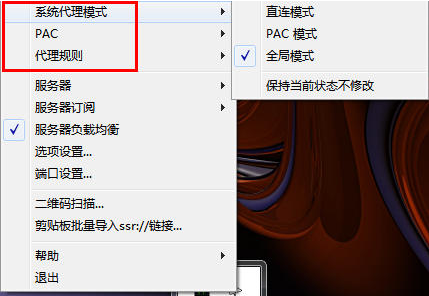 系统代理模式
PAC
代理规则
服务器
服务器订阅
服务器负载均衡
选项设置...
端口设置...
二维码扫描...
剪贴板批量导入ssr://链接...
帮助
退出
直连模式
PAC 模式
全局模式
保持当前状态不修改